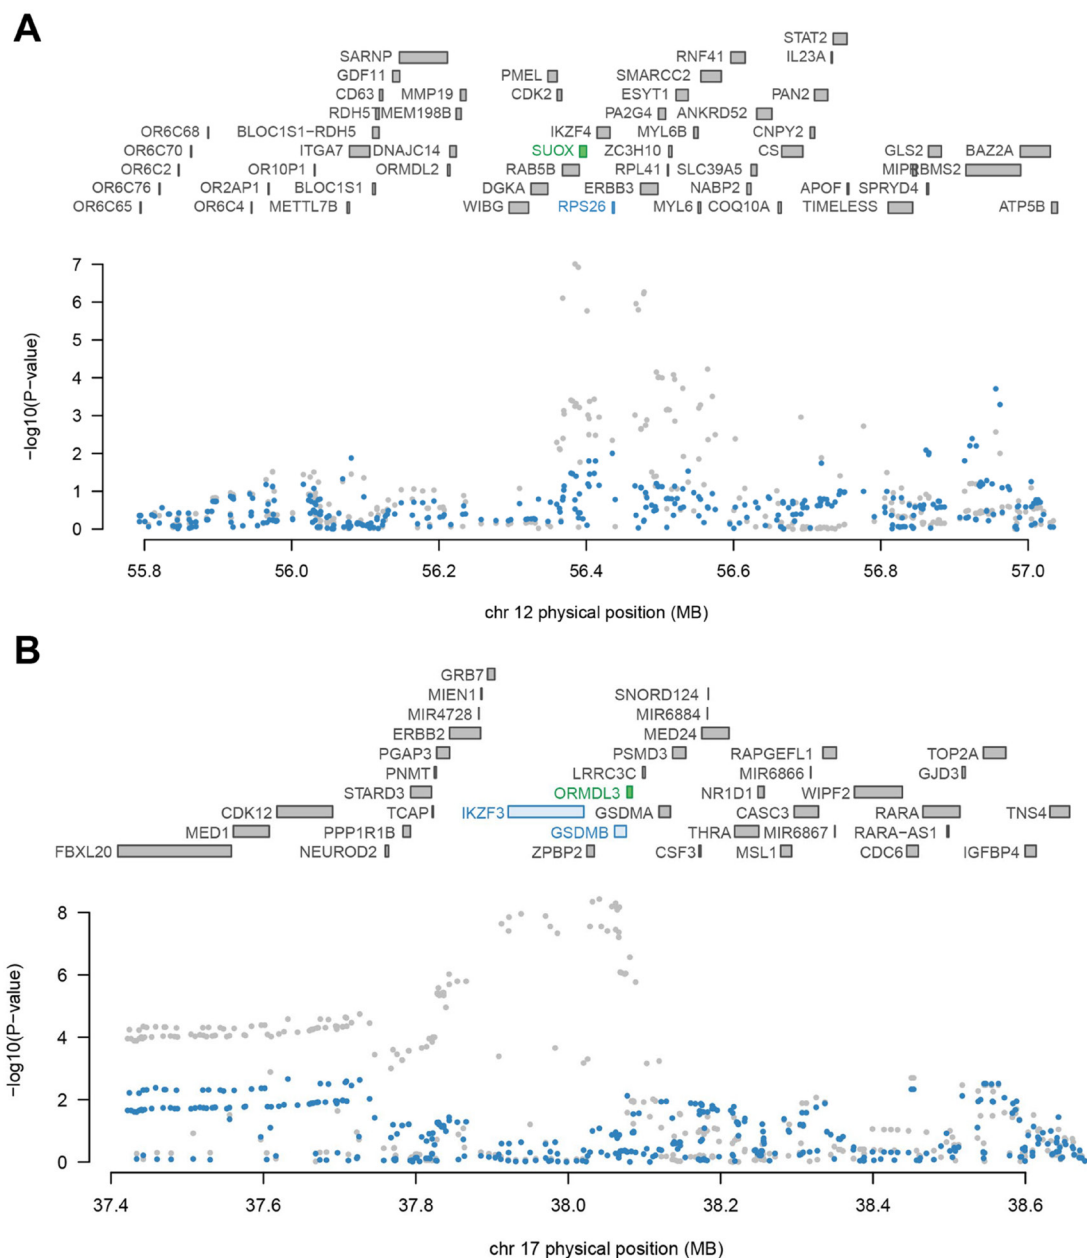 A
STAT2
SARNP RNF41 IL23A
GDF11 PMEL SMARCC2
CD63 MMP19 CDK2 ESYT1 PAN2
RDH5 TMEM198B PA2G4 ANKRD52
OR6C68 BLOC1S1−RDH5 IKZF4 MYL6B CNPY2
OR6C70 ITGA7 DNAJC14 SUOX ZC3H10 CS GLS2 BAZ2A
OR6C2 OR10P1 ORMDL2 RAB5B RPL41 SLC39A5 RBMS2
OR6C76 OR2AP1 BLOC1S1 DGKA ERBB3 NABP2 APOF SPRYD4
OR6C65 OR6C4 METTL7B WIBG RPS26 MYL6 COQ10A TIMELESS ATP5B
−log10(P−value)
7
6
5
4
3
2
1
0
55.8 56.0 56.2 56.4 56.6 56.8 57.0
chr 12 physical position (MB)
B
GRB7
MIEN1 SNORD124
MIR4728 MIR6884
ERBB2 MED24
PGAP3 PSMD3 RAPGEFL1 TOP2A
PNMT LRRC3C MIR6866 GJD3
STARD3 ORMDL3 NR1D1 WIPF2
CDK12 TCAP IKZF3 GSDMA CASC3 RARA TNS4
MED1 PPP1R1B GSDMB THRA MIR6867 RARA−AS1
FBXL20 NEUROD2 ZPBP2 CSF3 MSL1 CDC6 IGFBP4
−log10(P−value)
8
6
4
2
0
37.4 37.6 37.8 38.0 38.2 38.4 38.6
chr 17 physical position (MB)